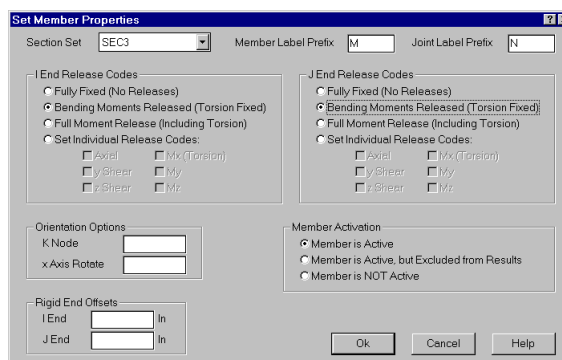 Set Member Properties
Section Set SEC3 Member Label Prefix M Joint Label Prefix N
I End Release Codes
Fully Fixed (No Releases)
Bending Moments Released (Torsion Fixed)
Full Moment Release (Including Torsion)
Set Individual Release Codes:
Axial Mx (Torsion)
y Sheer My
z Sheer Mz
J End Release Codes
Fully Fixed (No Releases)
Bending Moments Released (Torsion Fixed)
Full Moment Release (Including Torsion)
Set Individual Release Codes:
Axial Mx (Torsion)
y Sheer My
z Sheer Mz
Orientation Options
K Node
x Axis Rotate
Member Activation
Member is Active
Member is Active, but Excluded from Results
Member is NOT Active
Rigid End Offsets
I End In
J End In
Ok Cancel Help